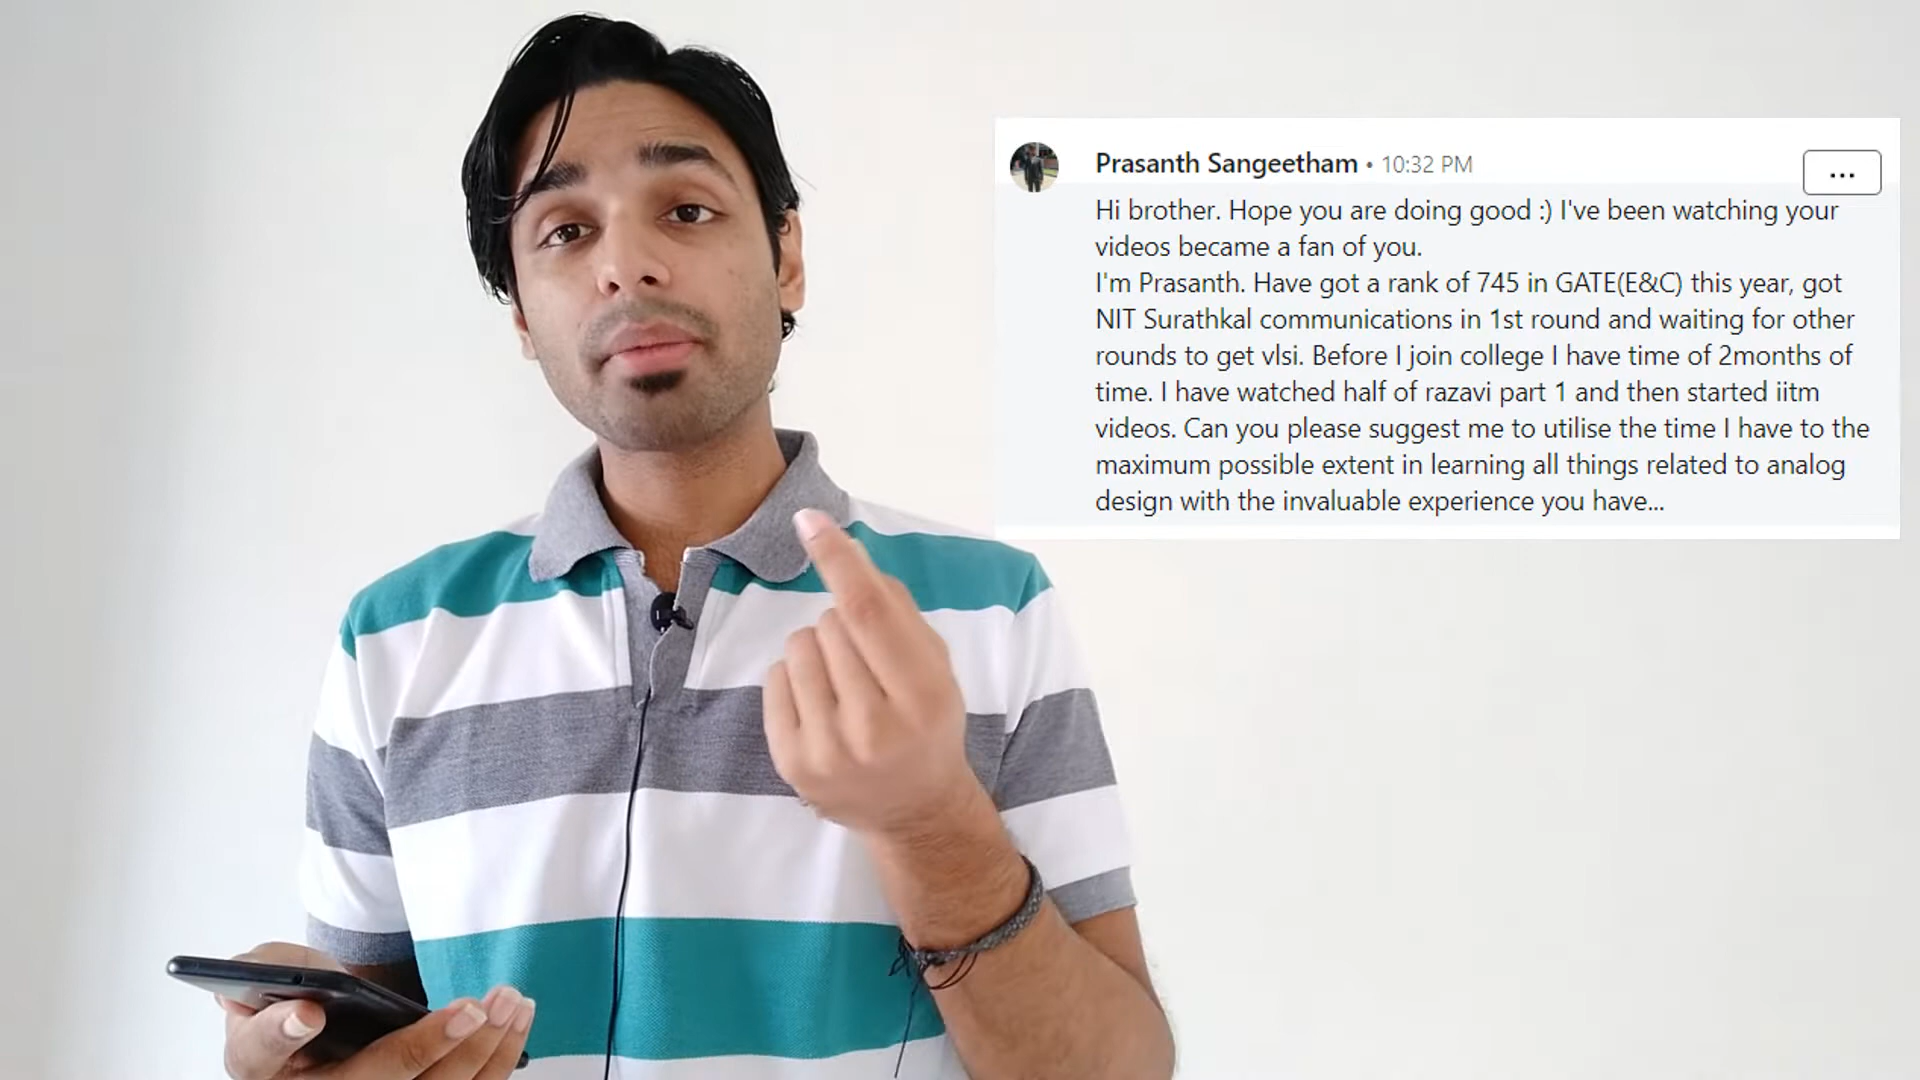 Prasanth Sangeetham • 10:32 PM
...
Hi brother. Hope you are doing good :) I've been watching your
videos became a fan of you.
I'm Prasanth. Have got a rank of 745 in GATE(E&C) this year, got
NIT Surathkal communications in 1st round and waiting for other
rounds to get vlsi. Before I join college I have time of 2months of
time. I have watched half of razavi part 1 and then started iitm
videos. Can you please suggest me to utilise the time I have to the
maximum possible extent in learning all things related to analog
design with the invaluable experience you have...